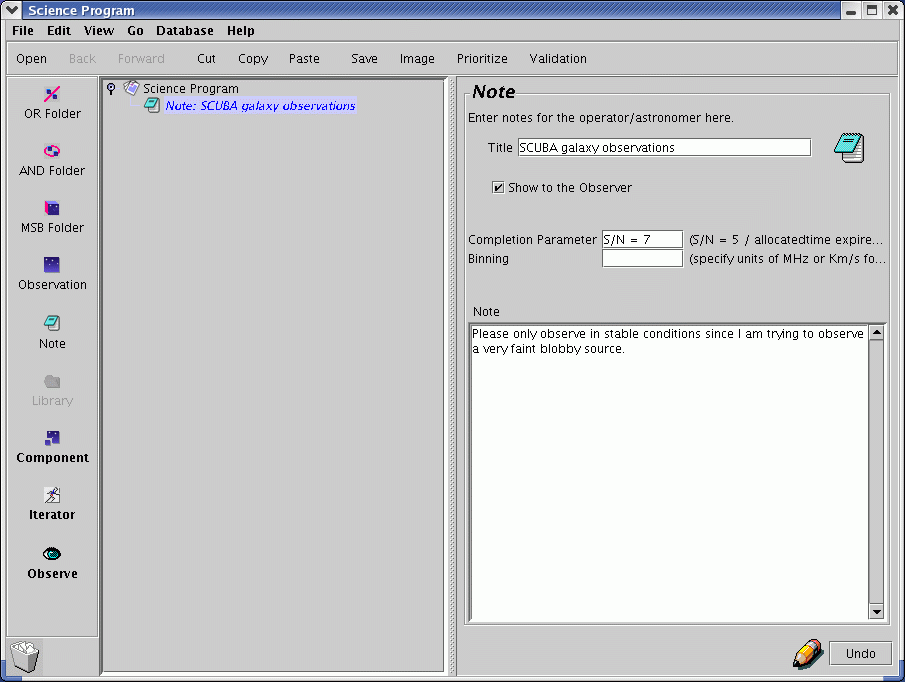 Science Program
File Edit View Go Database Help
Open Back Forward Cut Copy Paste Save Image Prioritize Validation
OR Folder
AND Folder
MSB Folder
Observation
Note
Library
Component
Iterator
Observe
Science Program
Note: SCUBA galaxy observations
Note
Enter notes for the operator/astronomer here.
Title SCUBA galaxy observations
Show to the Observer
Completion Parameter S/N = 7 (S/N = 5 / allocatedtime expire...
Binning (specify units of MHz or Km/s fo...
Note
Please only observe in stable conditions since I am trying to observe
a very faint blobby source.
Undo